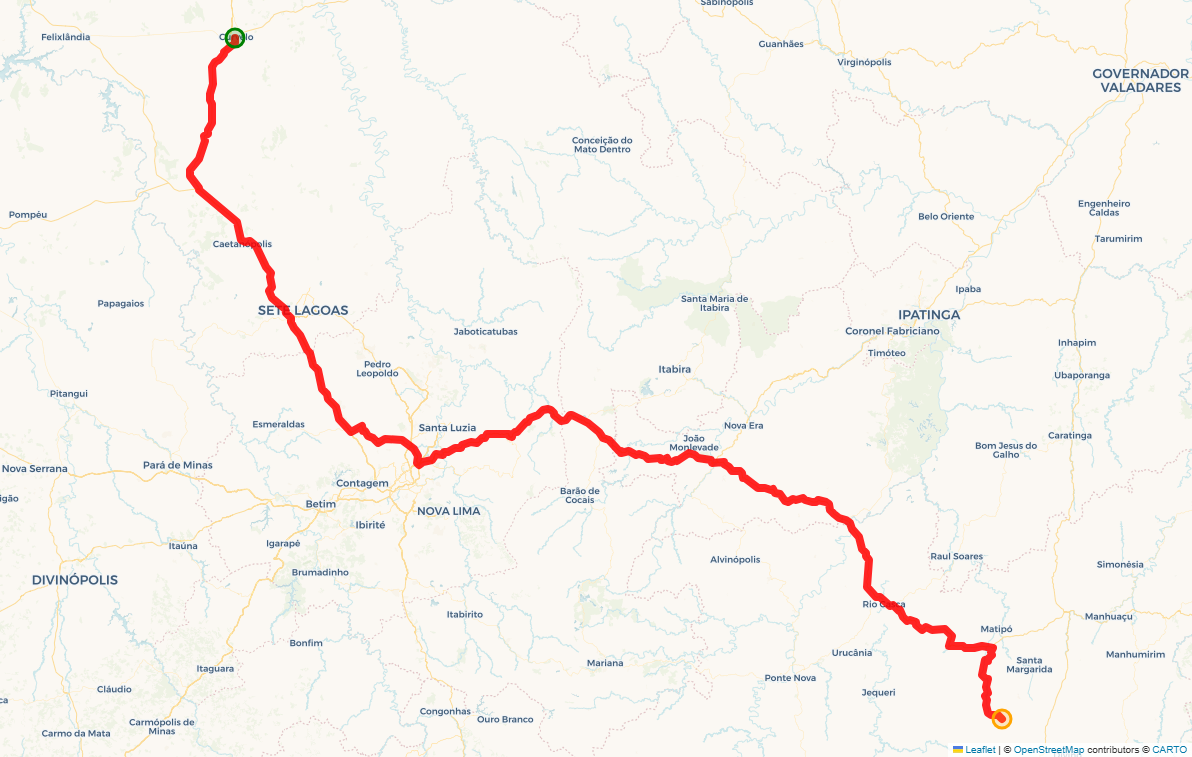 Sabinópolis
Felixlândia
Guanhães
Virginópolis
GOVERNADOR
VALADARES
Conceição do
Mato Dentro
Pompéu
Belo Oriente
Engenheiro
Caldas
Tarumirim
Caetanópolis
Papagaios
SETE LAGOAS
Santa Maria de
Itabira
Ipaba
IPATINGA
Jaboticatubas
Coronel Fabriciano
Timóteo
Inhapim
Pedro
Leopoldo
Itabira
Ubaporanga
Pitangui
Esmeraldas
Santa Luzia
Nova Era
João
Monlevade
Caratinga
Bom Jesus do
Galho
Nova Serrana
Pará de Minas
Contagem
Betim
Barão de
Cocais
NOVA LIMA
Ibirité
Itaúna
Igarapé
Alvinópolis
Raul Soares
Simonésia
DIVINÓPOLIS
Brumadinho
Rio Casca
Itabirito
Manhuaçu
Matipó
Bonfim
Urucânia
Santa
Margarida
Manhumirim
Mariana
Itaguara
Ponte Nova
Jequeri
Cláudio
Congonhas
Ouro Branco
Carmópolis de
Minas
Carmo da Mata
Leaflet | © OpenStreetMap contributors © CARTO